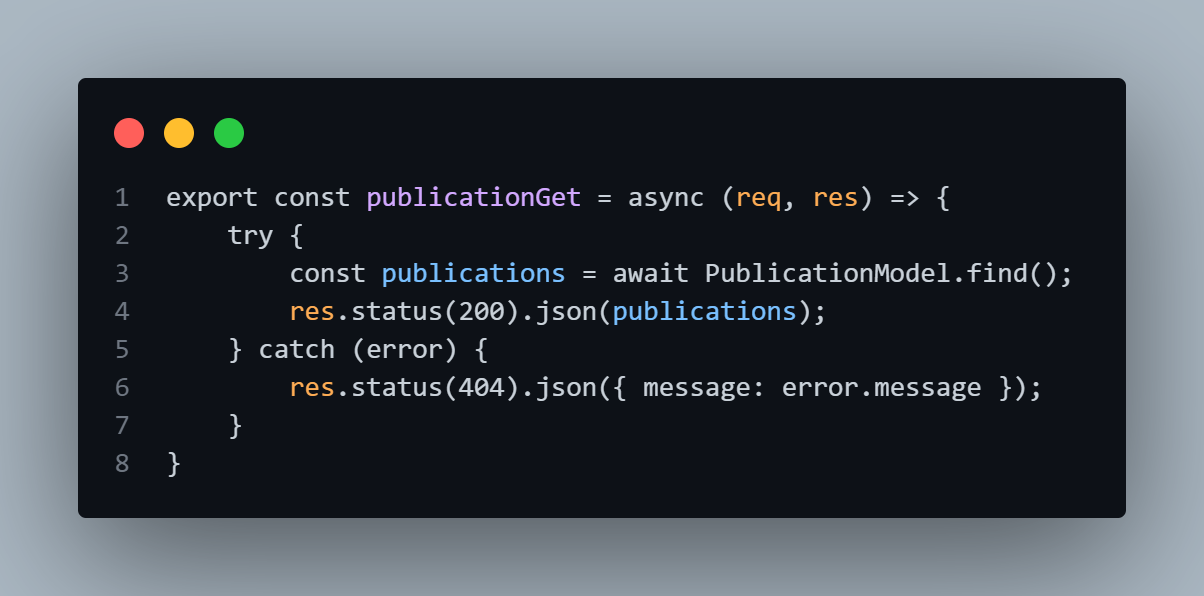 1 export const publicationGet = async (req, res) => {
2     try {
3         const publications = await PublicationModel.find();
4         res.status(200).json(publications);
5     } catch (error) {
6         res.status(404).json({ message: error.message });
7     }
8 }